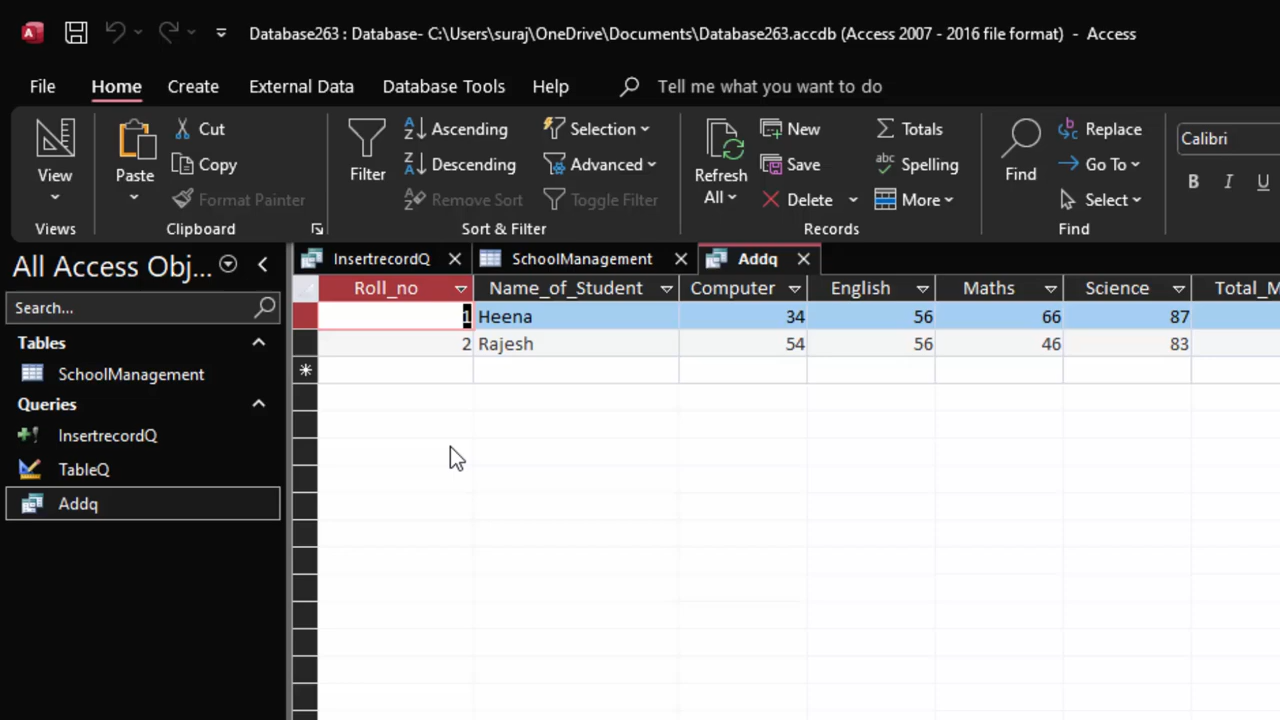 Database263 : Database- C:\Users\suraj\OneDrive\Documents\Database263.accdb (Access 2007 - 2016 file format) - Access
File Home Create External Data Database Tools Help Tell me what you want to do
View
Views
Paste
Cut
Copy
Format Painter
Clipboard
Filter
Ascending
Descending
Remove Sort
Selection
Advanced
Toggle Filter
Sort & Filter
Refresh
All
New
Save
Delete
Totals
Spelling
More
Records
Find
Replace
Go To
Select
Find
Calibri
B I U
All Access Obj...
Search...
Tables
SchoolManagement
Queries
InsertrecordQ
TableQ
Addq
InsertrecordQ SchoolManagement Addq
Roll_no Name_of_Student Computer English Maths Science Total_M
1 Heena 34 56 66 87
2 Rajesh 54 56 46 83